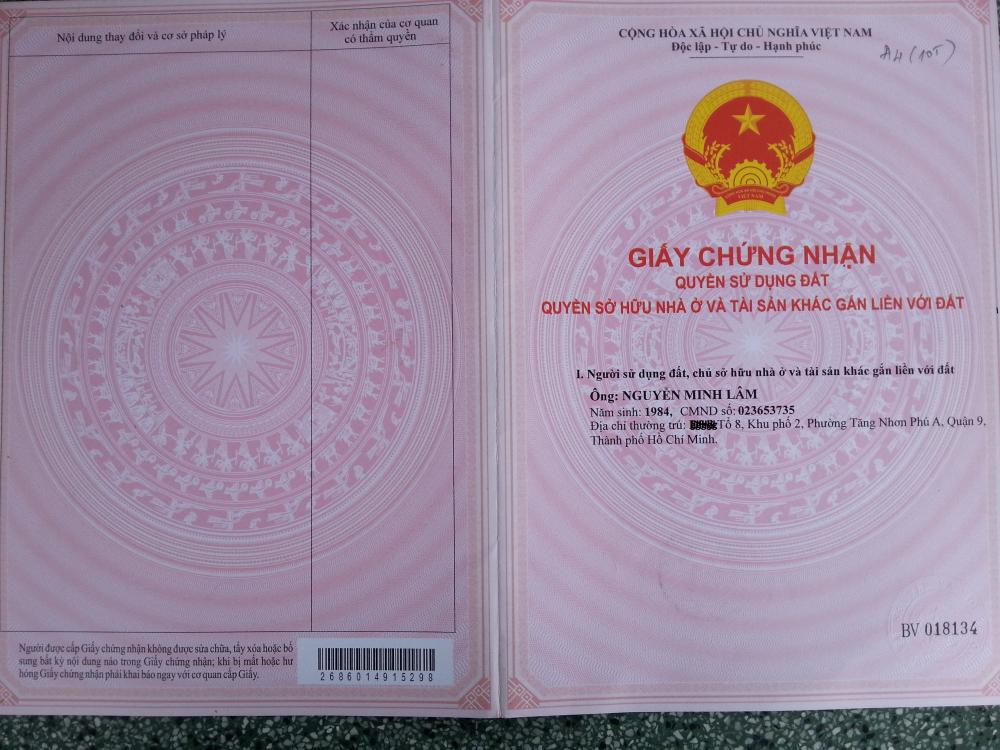 Nội dung thay đổi và cơ sở pháp lý
Xác nhận của cơ quan
có thẩm quyền
Người được cấp Giấy chứng nhận không được sửa chữa, tẩy xóa hoặc bổ
sung bất kỳ nội dung nào trong Giấy chứng nhận; khi bị mất hoặc hư
hỏng Giấy chứng nhận phải khai báo ngay với cơ quan cấp Giấy.
2686014915298
CỘNG HÒA XÃ HỘI CHỦ NGHĨA VIỆT NAM
Độc lập - Tự do - Hạnh phúc
A4 (10T)
VIỆT NAM
GIẤY CHỨNG NHẬN
QUYỀN SỬ DỤNG ĐẤT
QUYỀN SỞ HỮU NHÀ Ở VÀ TÀI SẢN KHÁC GẮN LIỀN VỚI ĐẤT
I. Người sử dụng đất, chủ sở hữu nhà ở và tài sản khác gắn liền với đất
Ông: NGUYỄN MINH LÂM
Năm sinh: 1984, CMND số: 023653735
Địa chỉ thường trú: Tổ 8, Khu phố 2, Phường Tăng Nhơn Phú A, Quận 9,
Thành phố Hồ Chí Minh.
BV 018134